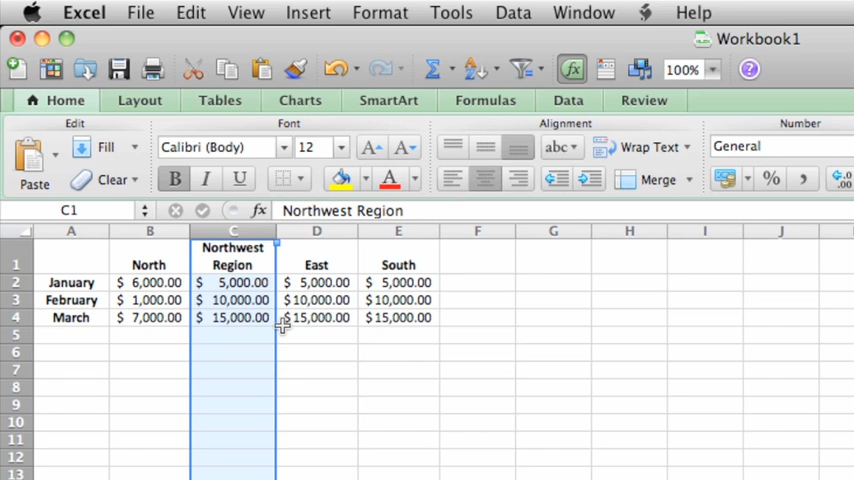 Excel File Edit View Insert Format Tools Data Window Help
Workbook1
100%
Home Layout Tables Charts SmartArt Formulas Data Review
Edit Font Alignment Number
Fill Calibri (Body) 12 A A abc Wrap Text General
Paste Clear B I U A Merge % , .0
.00
C1 fx Northwest Region
A B C D E F G H I J
1 North Northwest Region East South
2 January $ 6,000.00 $ 5,000.00 $ 5,000.00 $ 5,000.00
3 February $ 1,000.00 $ 10,000.00 $10,000.00 $10,000.00
4 March $ 7,000.00 $ 15,000.00 $15,000.00 $15,000.00
5
6
7
8
9
10
11
12
13